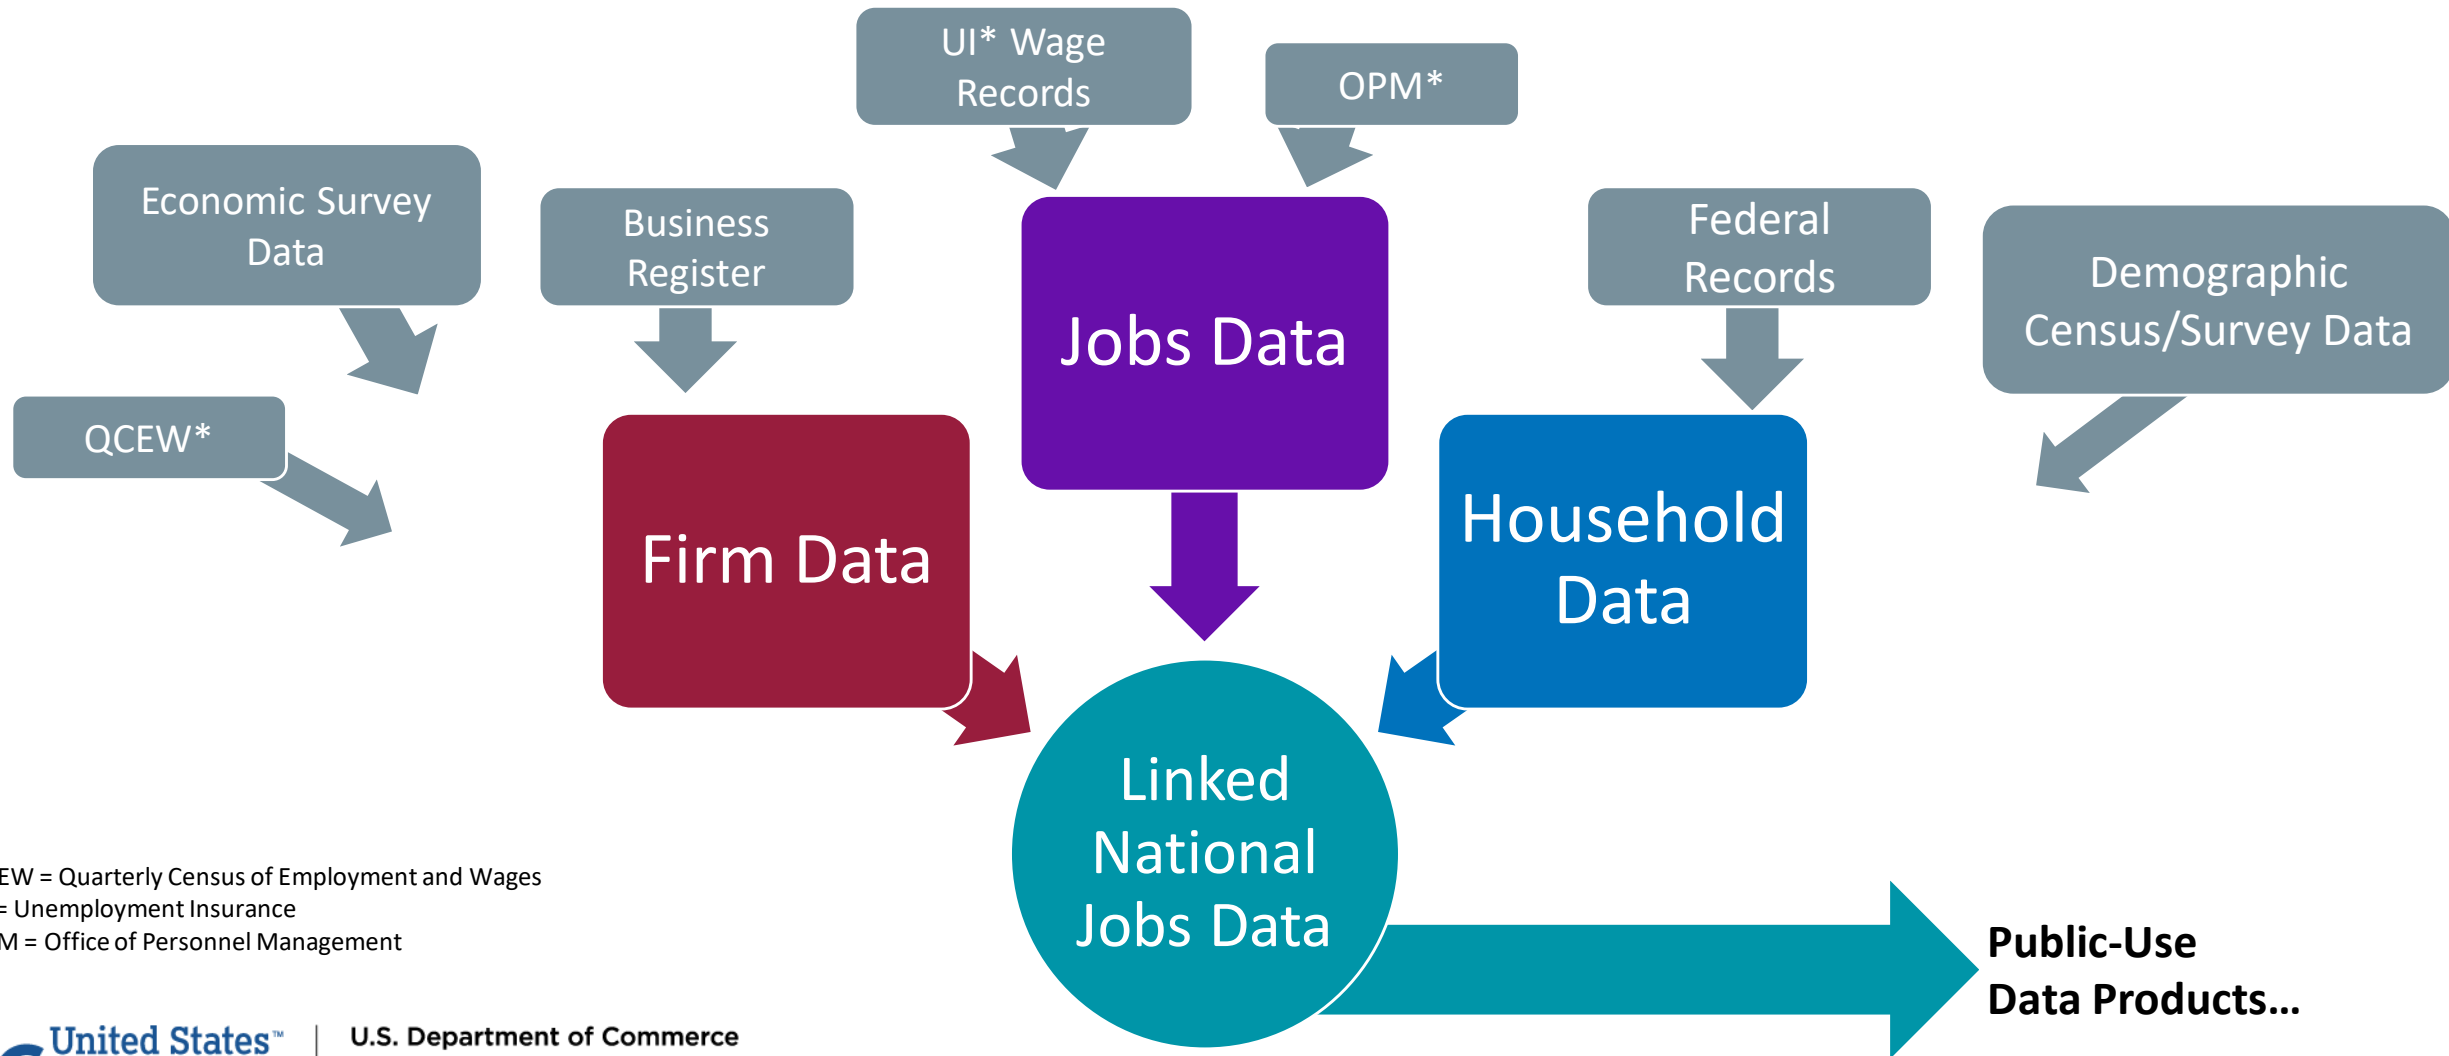 UI* Wage
Records
OPM*
Economic Survey
Data
Business
Register
Federal
Records
Demographic
Census/Survey Data
QCEW*
Jobs Data
Firm Data
Household
Data
Linked
National
Jobs Data
EW = Quarterly Census of Employment and Wages
= Unemployment Insurance
M = Office of Personnel Management
Public-Use
Data Products...
United States™
U.S. Department of Commerce